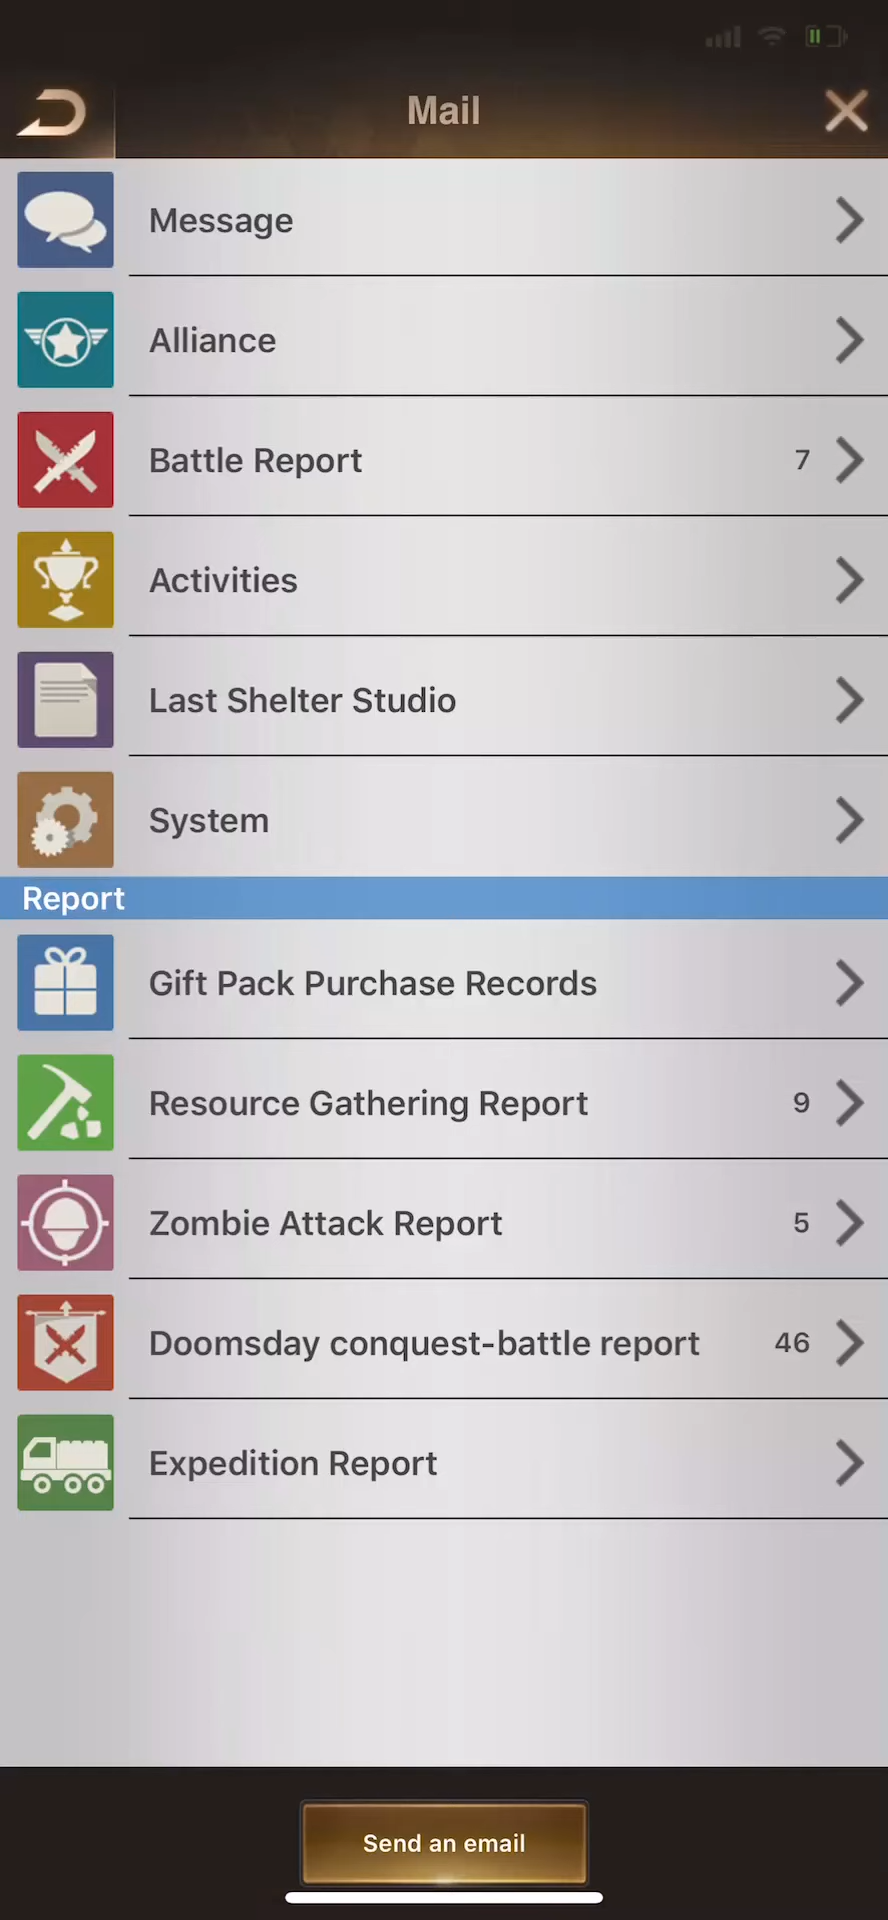 Mail
Message
Alliance
Battle Report 7
Activities
Last Shelter Studio
System
Report
Gift Pack Purchase Records
Resource Gathering Report 9
Zombie Attack Report 5
Doomsday conquest-battle report 46
Expedition Report
Send an email